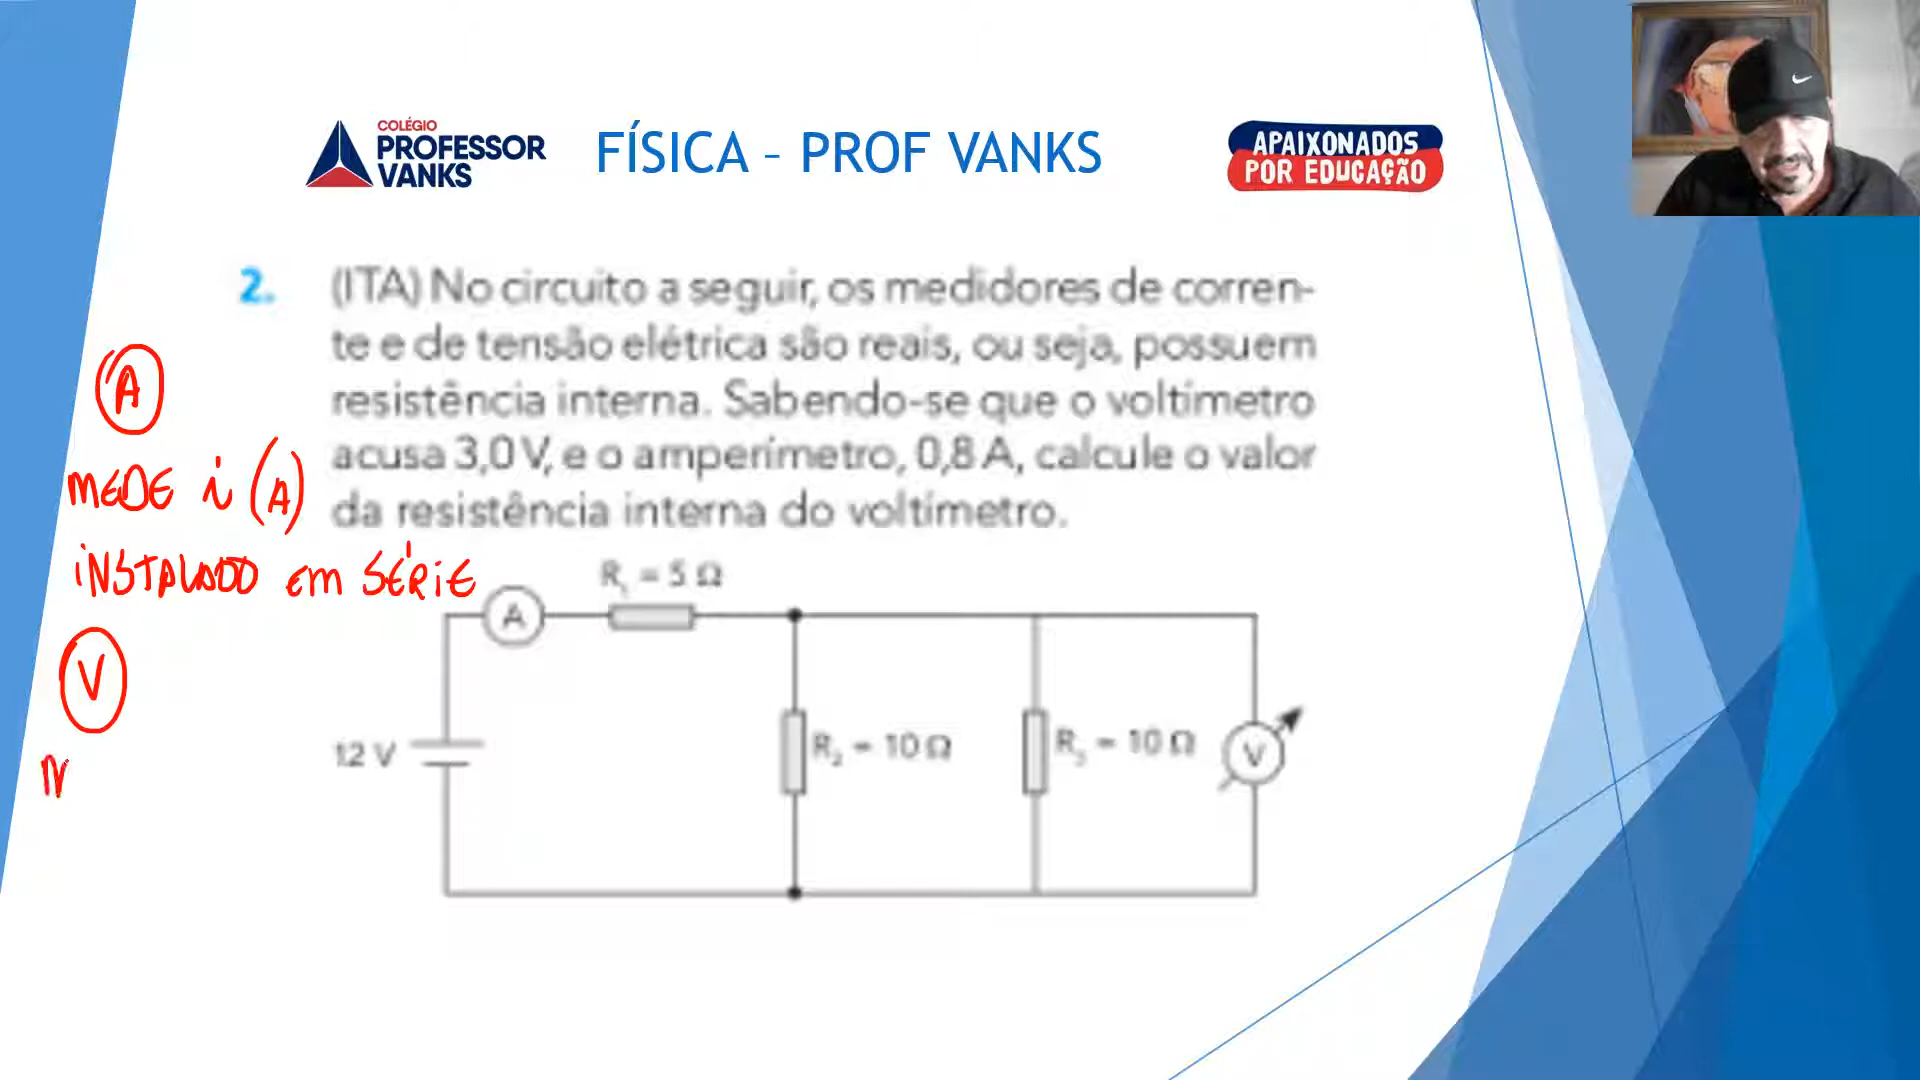 COLÉGIO
PROFESSOR
VANKS
FÍSICA – PROF VANKS
APAIXONADOS
POR EDUCAÇÃO
2. (ITA) No circuito a seguir, os medidores de corren-
te e de tensão elétrica são reais, ou seja, possuem
resistência interna. Sabendo-se que o voltímetro
acusa 3,0 V, e o amperímetro, 0,8 A, calcule o valor
da resistência interna do voltímetro.
A
MEDE i (A)
INSTALADO EM SÉRIE
V
M
R₁ = 5 Ω
A
12 V
R₂ = 10 Ω
R₃ = 10 Ω
V